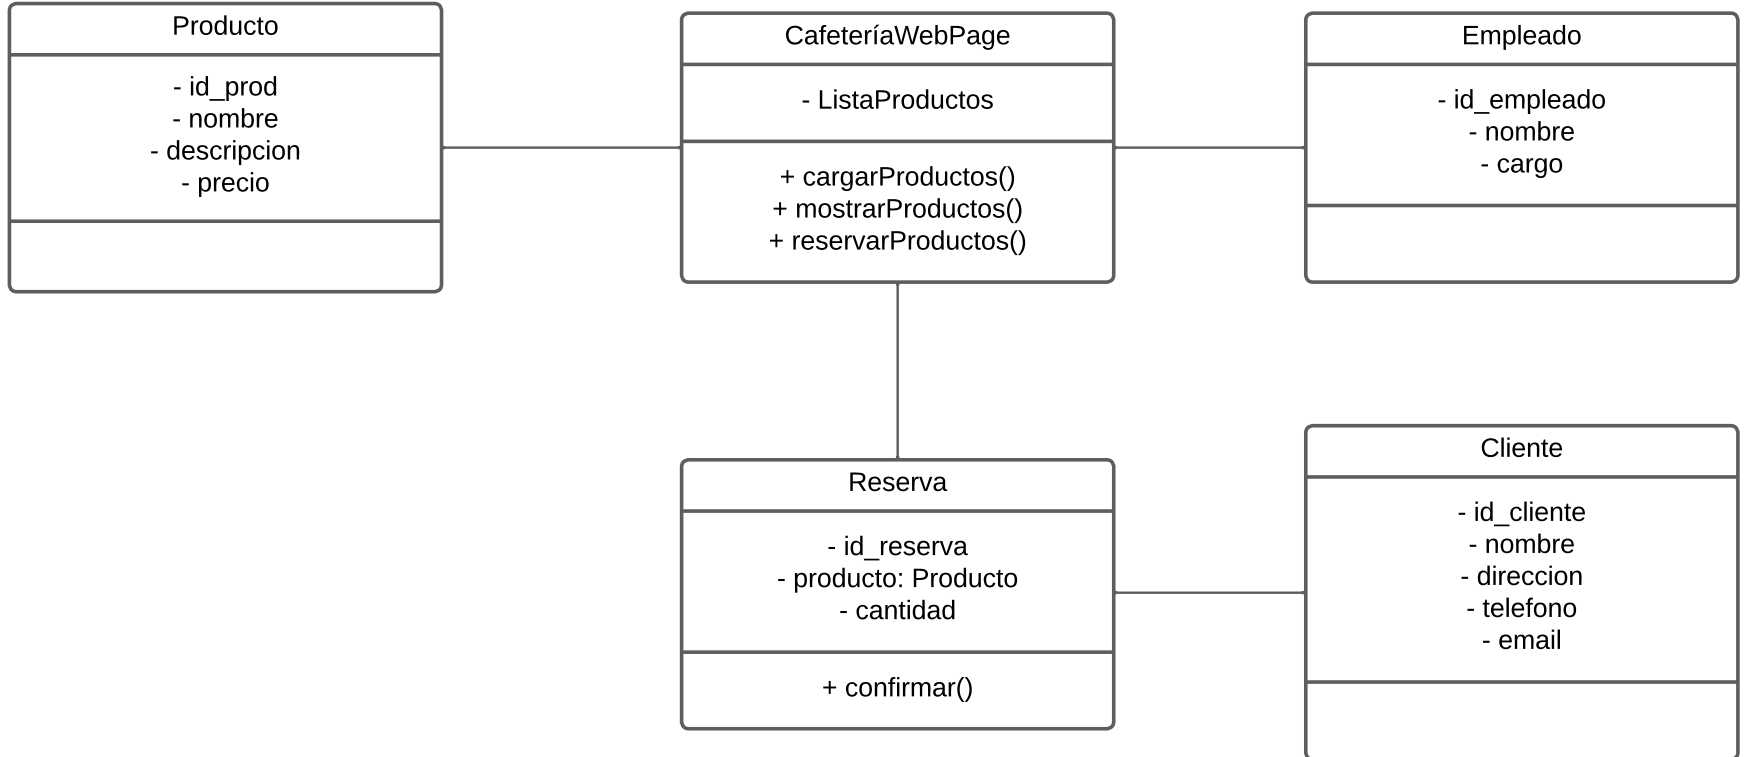 Producto
- id_prod
- nombre
- descripcion
- precio
CafeteríaWebPage
- ListaProductos
+ cargarProductos()
+ mostrarProductos()
+ reservarProductos()
Empleado
- id_empleado
- nombre
- cargo
Reserva
- id_reserva
- producto: Producto
- cantidad
+ confirmar()
Cliente
- id_cliente
- nombre
- direccion
- telefono
- email